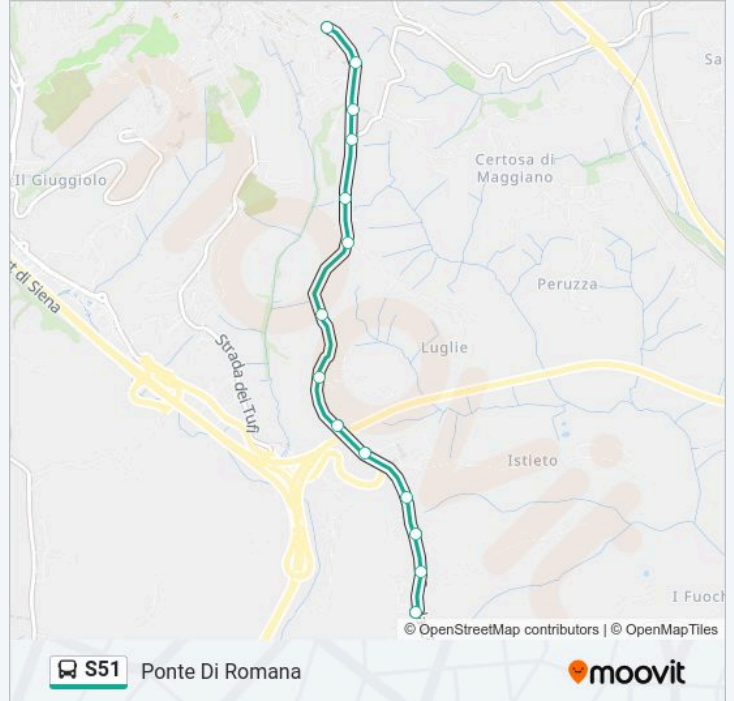 Sa
Certosa di
Maggiano
Il Giuggiolo
Peruzza
t di Siena
Luglie
Strada dei Tufi
Istieto
I Fuoch
© OpenStreetMap contributors | © OpenMapTiles
S51 Ponte Di Romana
moovit